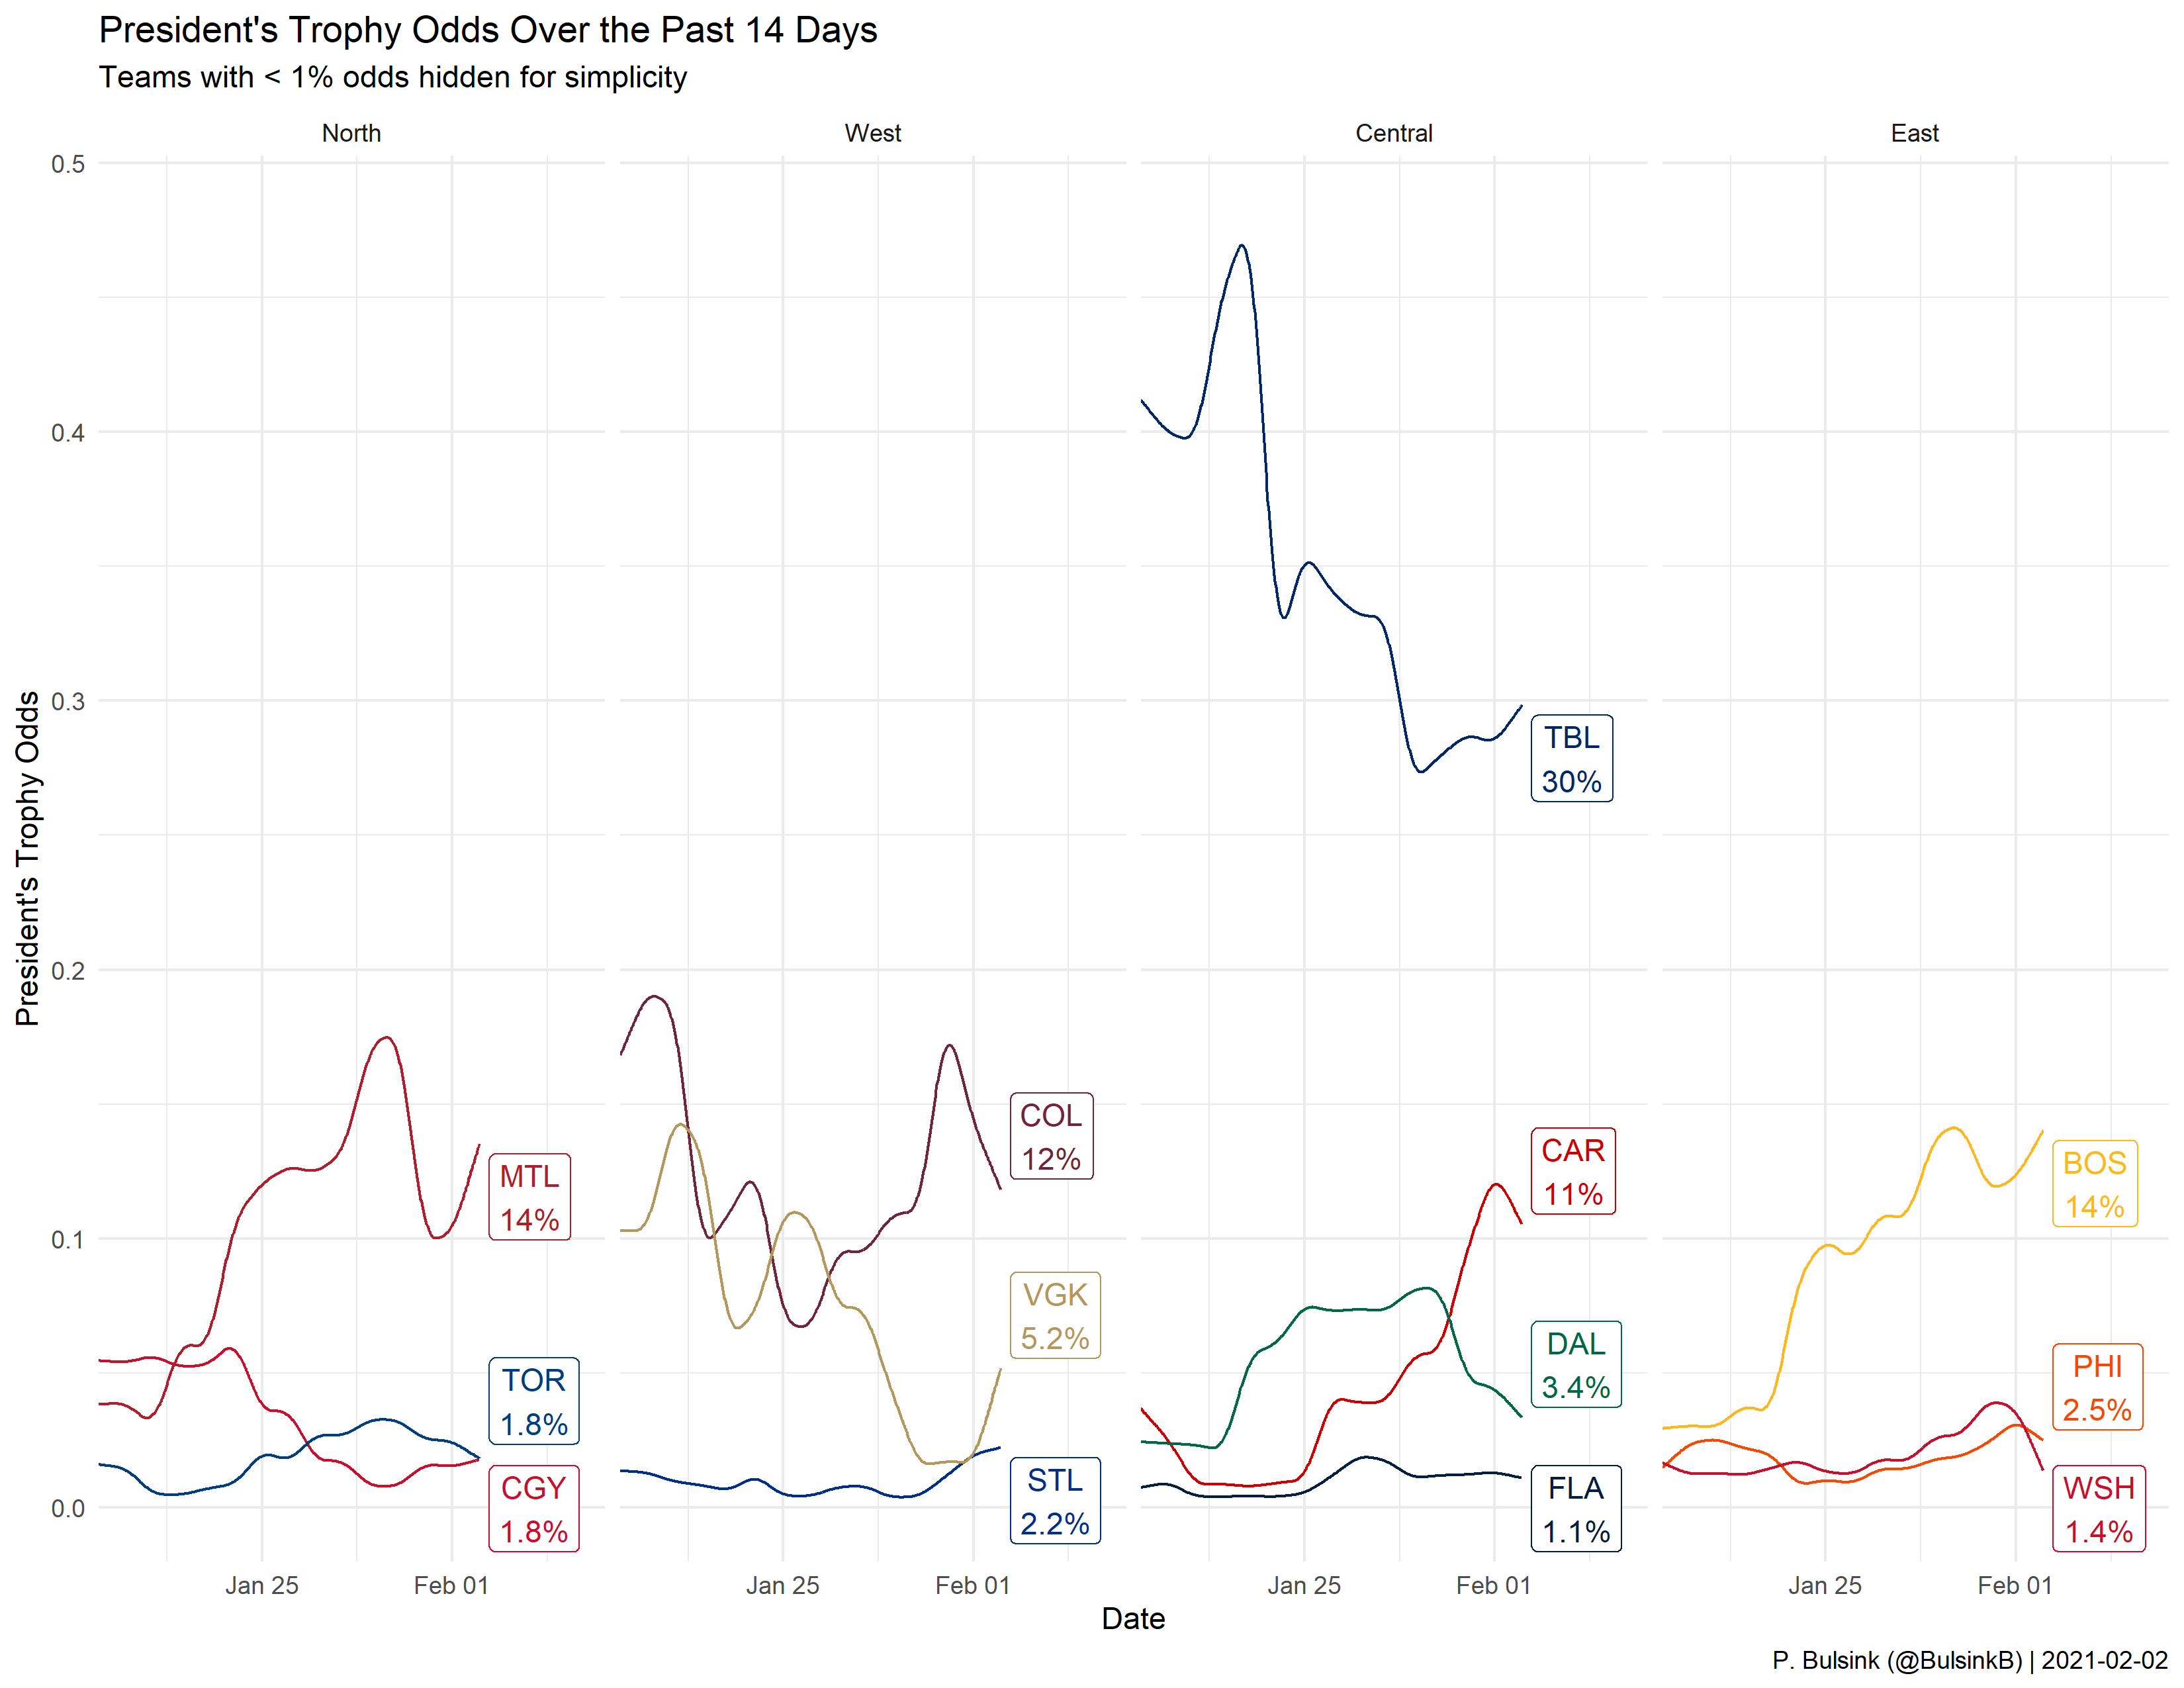 President's Trophy Odds Over the Past 14 Days
Teams with < 1% odds hidden for simplicity
North
West
Central
East
President's Trophy Odds
0.5
0.4
0.3
0.2
0.1
0.0
MTL
14%
TOR
1.8%
CGY
1.8%
COL
12%
VGK
5.2%
STL
2.2%
TBL
30%
CAR
11%
DAL
3.4%
FLA
1.1%
BOS
14%
PHI
2.5%
WSH
1.4%
Jan 25
Feb 01
Jan 25
Feb 01
Jan 25
Feb 01
Jan 25
Feb 01
Date
P. Bulsink (@BulsinkB) | 2021-02-02